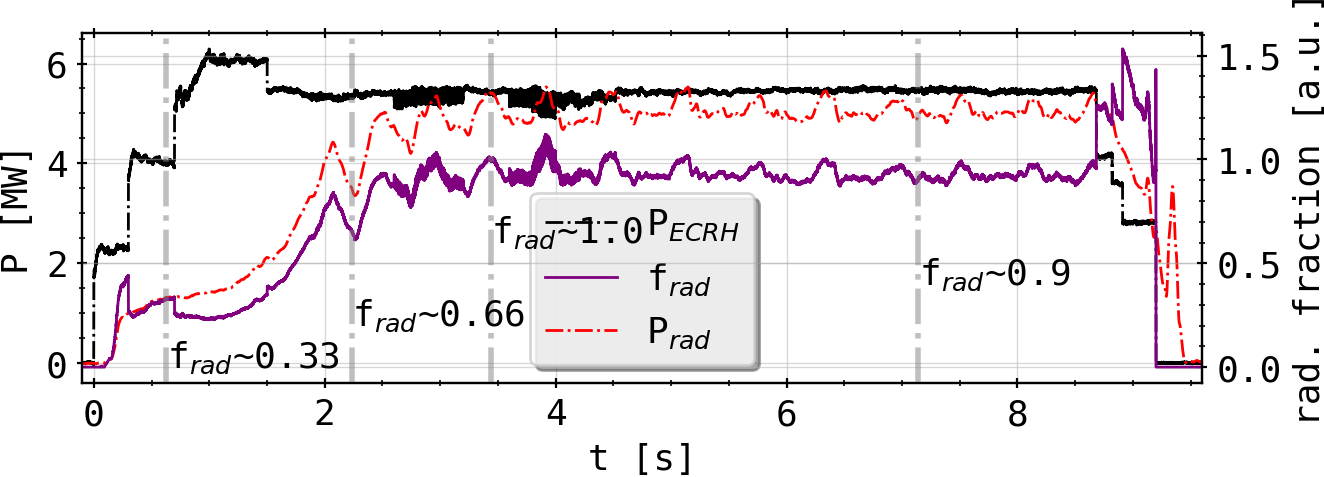 P [MW]
6
4
2
0
1.5
1.0
0.5
0.0
rad. fraction [a.u.]
f_rad~0.33
f_rad~0.66
f_rad~1.0
f_rad~0.9
P_ECRH
f_rad
P_rad
0 2 4 6 8
t [s]